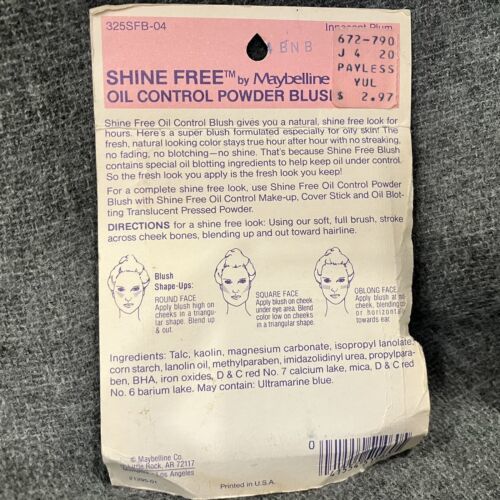 325SFB-04 Innocent Plum
BNB
672-790
J 4 20
PAYLESS
YUL
$ 2.97
SHINE FREE™ by Maybelline
OIL CONTROL POWDER BLUSH
Shine Free Oil Control Blush gives you a natural, shine free look for
hours. Here's a super blush formulated especially for oily skin! The
fresh, natural looking color stays true hour after hour with no streaking,
no fading, no blotching—no shine. That's because Shine Free Blush
contains special oil blotting ingredients to help keep oil under control.
So the fresh look you apply is the fresh look you keep!
For a complete shine free look, use Shine Free Oil Control Powder
Blush with Shine Free Oil Control Make-up, Cover Stick and Oil Blot-
ting Translucent Pressed Powder.
DIRECTIONS for a shine free look: Using our soft, full brush, stroke
across cheek bones, blending up and out toward hairline.
Blush
Shape-Ups:
ROUND FACE
Apply blush high on
cheeks in a triangu-
lar shape. Blend up
& out.
SQUARE FACE
Apply blush on cheek
under eye area. Blend
color low on cheeks
in a triangular shape.
OBLONG FACE
Apply blush at
cheek, blending
or horizontal
towards ear.
Ingredients: Talc, kaolin, magnesium carbonate, isopropyl lanolate,
corn starch, lanolin oil, methylparaben, imidazolidinyl urea, propylpara-
ben, BHA, iron oxides, D & C red No. 7 calcium lake, mica, D & C red
No. 6 barium lake. May contain: Ultramarine blue.
© Maybelline Co.
Little Rock, AR 72117
Los Angeles
Printed in U.S.A.
0